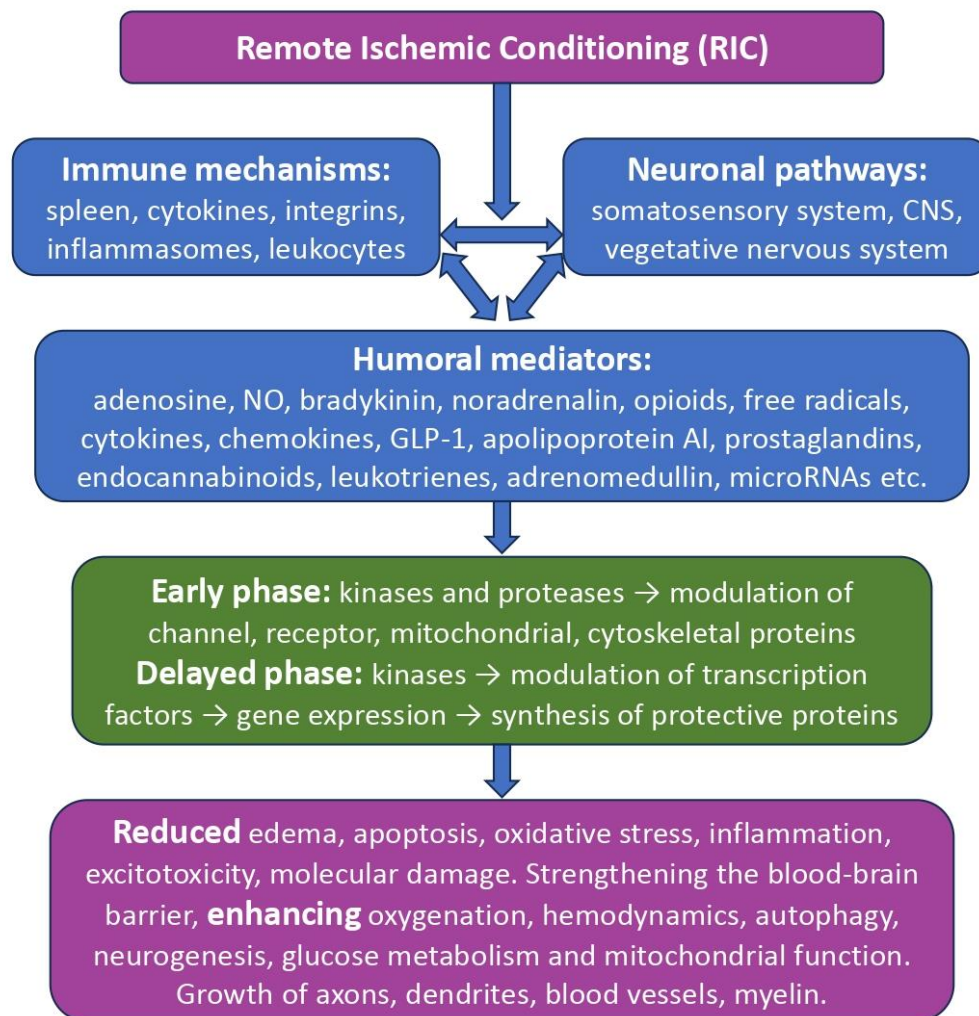 Remote Ischemic Conditioning (RIC)
Immune mechanisms:
spleen, cytokines, integrins,
inflammasomes, leukocytes
Neuronal pathways:
somatosensory system, CNS,
vegetative nervous system
Humoral mediators:
adenosine, NO, bradykinin, noradrenalin, opioids, free radicals,
cytokines, chemokines, GLP-1, apolipoprotein AI, prostaglandins,
endocannabinoids, leukotrienes, adrenomedullin, microRNAs etc.
Early phase: kinases and proteases → modulation of
channel, receptor, mitochondrial, cytoskeletal proteins
Delayed phase: kinases → modulation of transcription
factors → gene expression → synthesis of protective proteins
Reduced edema, apoptosis, oxidative stress, inflammation,
excitotoxicity, molecular damage. Strengthening the blood-brain
barrier, enhancing oxygenation, hemodynamics, autophagy,
neurogenesis, glucose metabolism and mitochondrial function.
Growth of axons, dendrites, blood vessels, myelin.